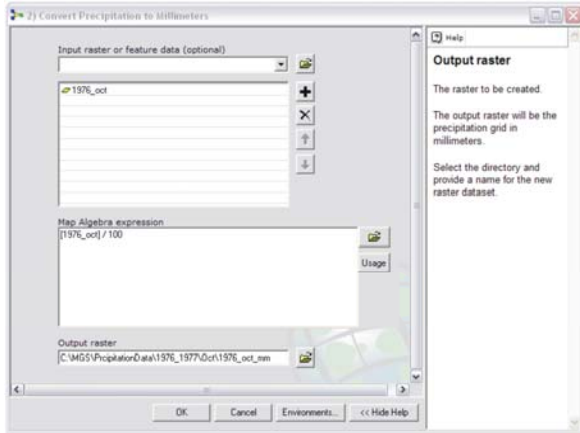 2) Convert Precipitation to Millimeters
Input raster or feature data (optional)
1976_oct
Map Algebra expression
[1976_oct] / 100
Usage
Output raster
C:\MGS\PrcipitationData\1976_1977\Oct\1976_oct_mm
OK Cancel Environments... << Hide Help
Help
Output raster
The raster to be created.
The output raster will be the
precipitation grid in
millimeters.
Select the directory and
provide a name for the new
raster dataset.